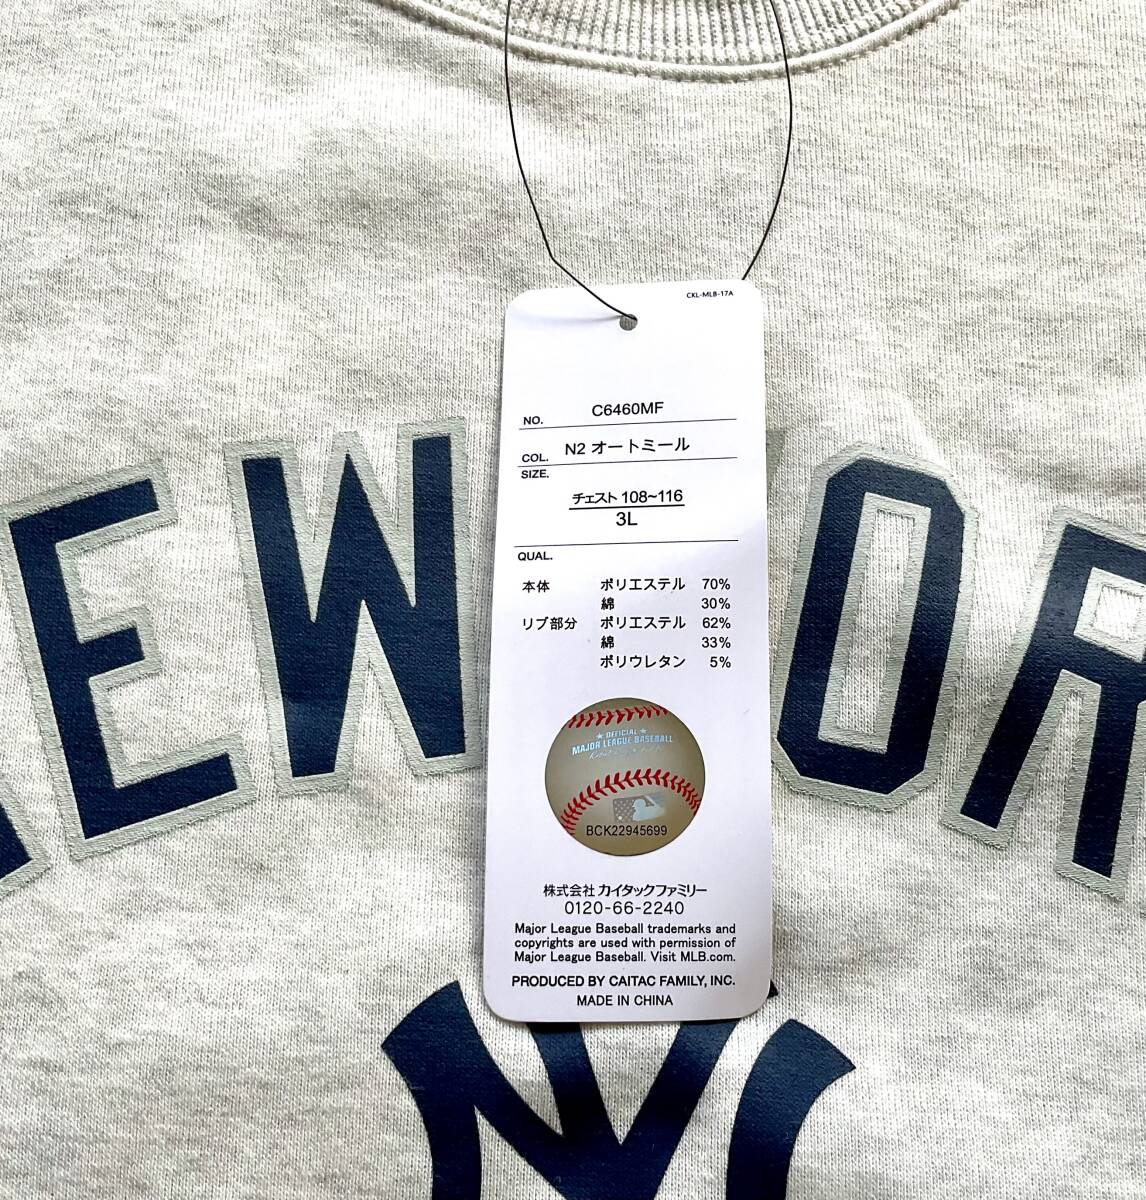 CKL-MLB-17A
NO. C6460MF
COL. N2 オートミール
SIZE.
チェスト 108~116
3L
QUAL.
本体 ポリエステル 70%
綿 30%
リブ部分 ポリエステル 62%
綿 33%
ポリウレタン 5%
NEW YOR
★ OFFICIAL ★
MAJOR LEAGUE BASEBALL
BCK22945699
株式会社 カイタックファミリー
0120-66-2240
Major League Baseball trademarks and
copyrights are used with permission of
Major League Baseball. Visit MLB.com.
PRODUCED BY CAITAC FAMILY, INC.
MADE IN CHINA
NY